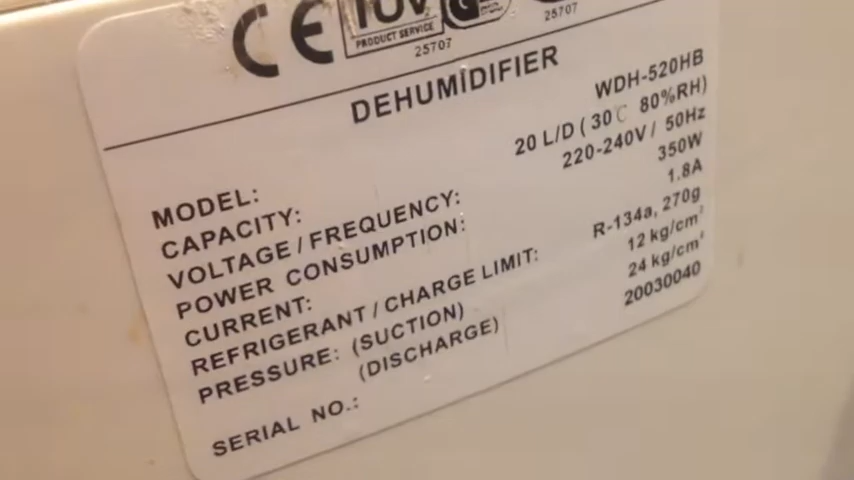 CE TÜV
PRODUCT SERVICE
25707
25707
DEHUMIDIFIER
MODEL: WDH-520HB
CAPACITY: 20 L/D ( 30℃ 80%RH)
VOLTAGE / FREQUENCY: 220-240V / 50Hz
POWER CONSUMPTION: 350W
CURRENT: 1.8A
REFRIGERANT / CHARGE LIMIT: R-134a, 270g
PRESSURE: (SUCTION) 12 kg/cm²
(DISCHARGE) 24 kg/cm²
SERIAL NO.: 20030040